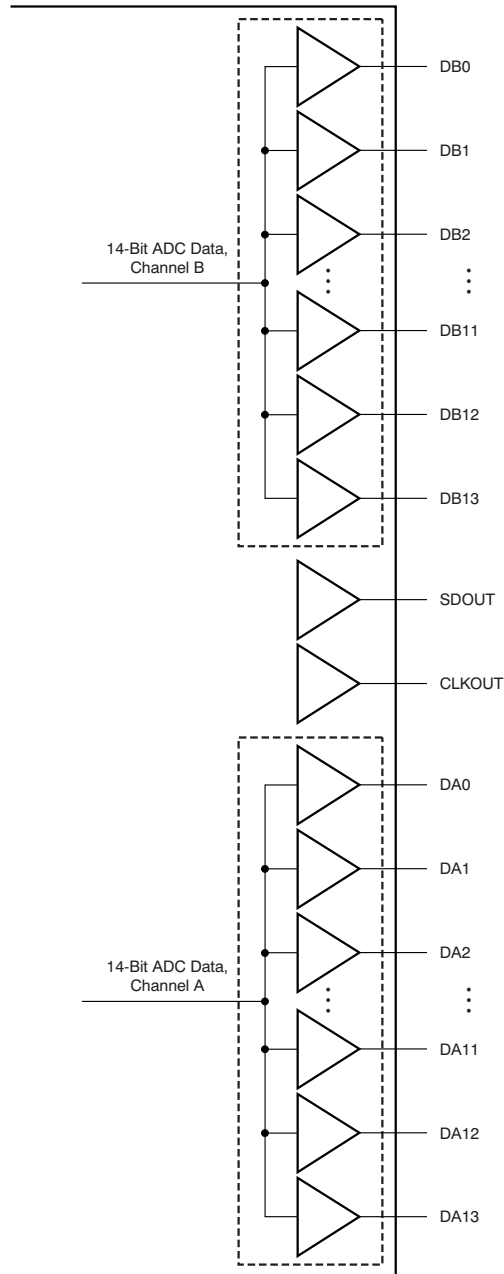 DB0
DB1
DB2
14-Bit ADC Data,
Channel B
DB11
DB12
DB13
SDOUT
CLKOUT
DA0
DA1
DA2
14-Bit ADC Data,
Channel A
DA11
DA12
DA13